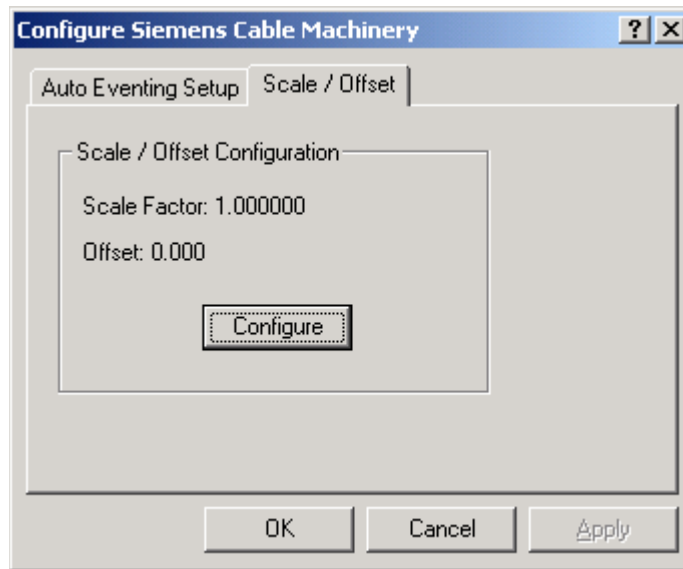 Configure Siemens Cable Machinery
Auto Eventing Setup Scale / Offset
Scale / Offset Configuration
Scale Factor: 1.000000
Offset: 0.000
Configure
OK Cancel Apply